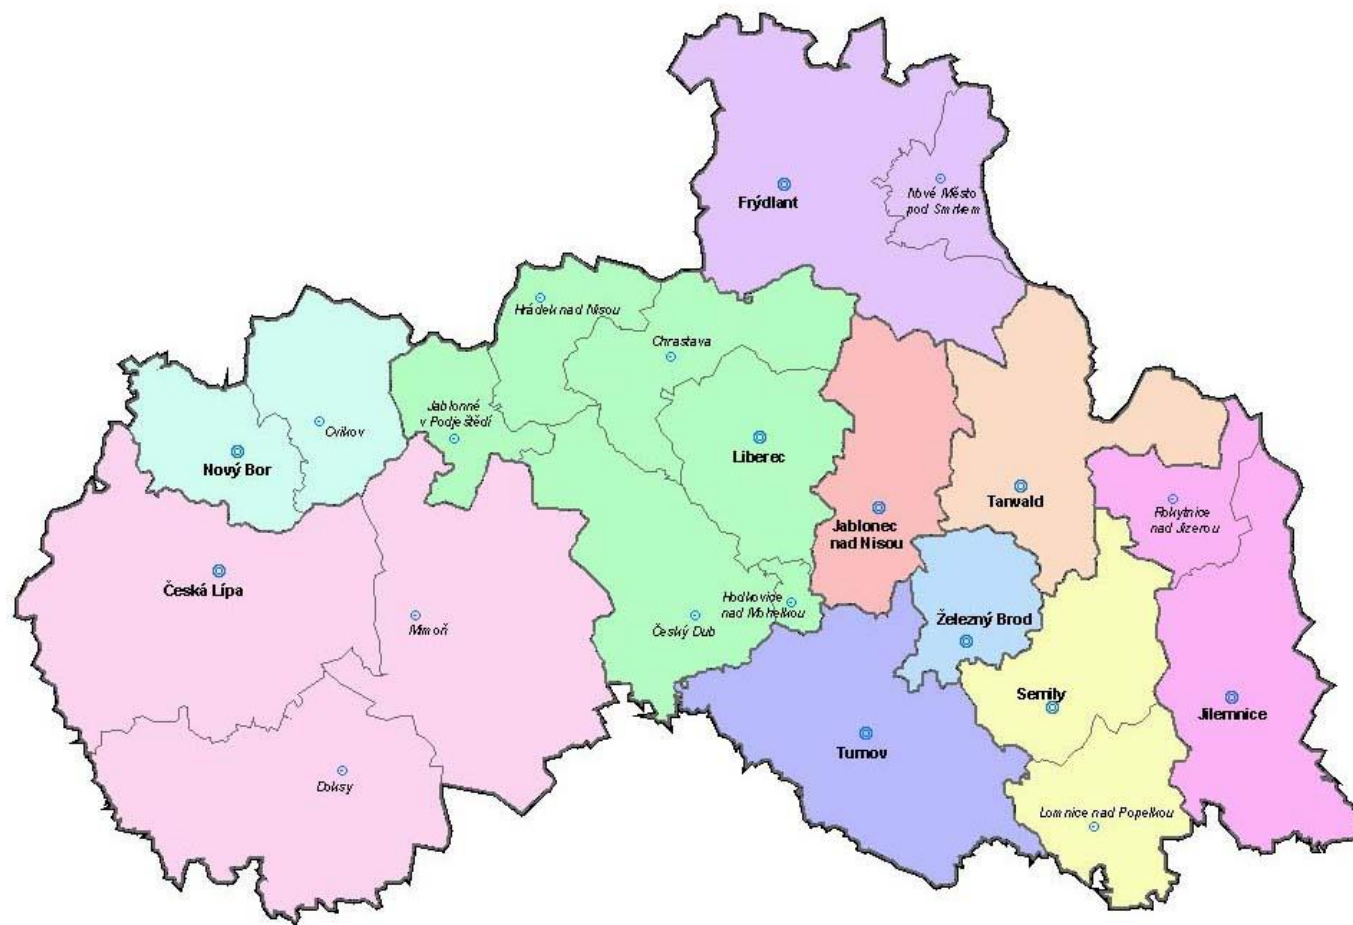 Frýdlant
Nové Město
pod Smrkem
Hrádek nad Nisou
Chrastava
Jablonné
v Podještědí
Cvikov
Nový Bor
Liberec
Tanvald
Rokytnice
nad Jizerou
Jablonec
nad Nisou
Česká Lípa
Mimoň
Český Dub
Hodkovice
nad Mohelkou
Železný Brod
Semily
Jilemnice
Turnov
Doksy
Lomnice nad Popelkou